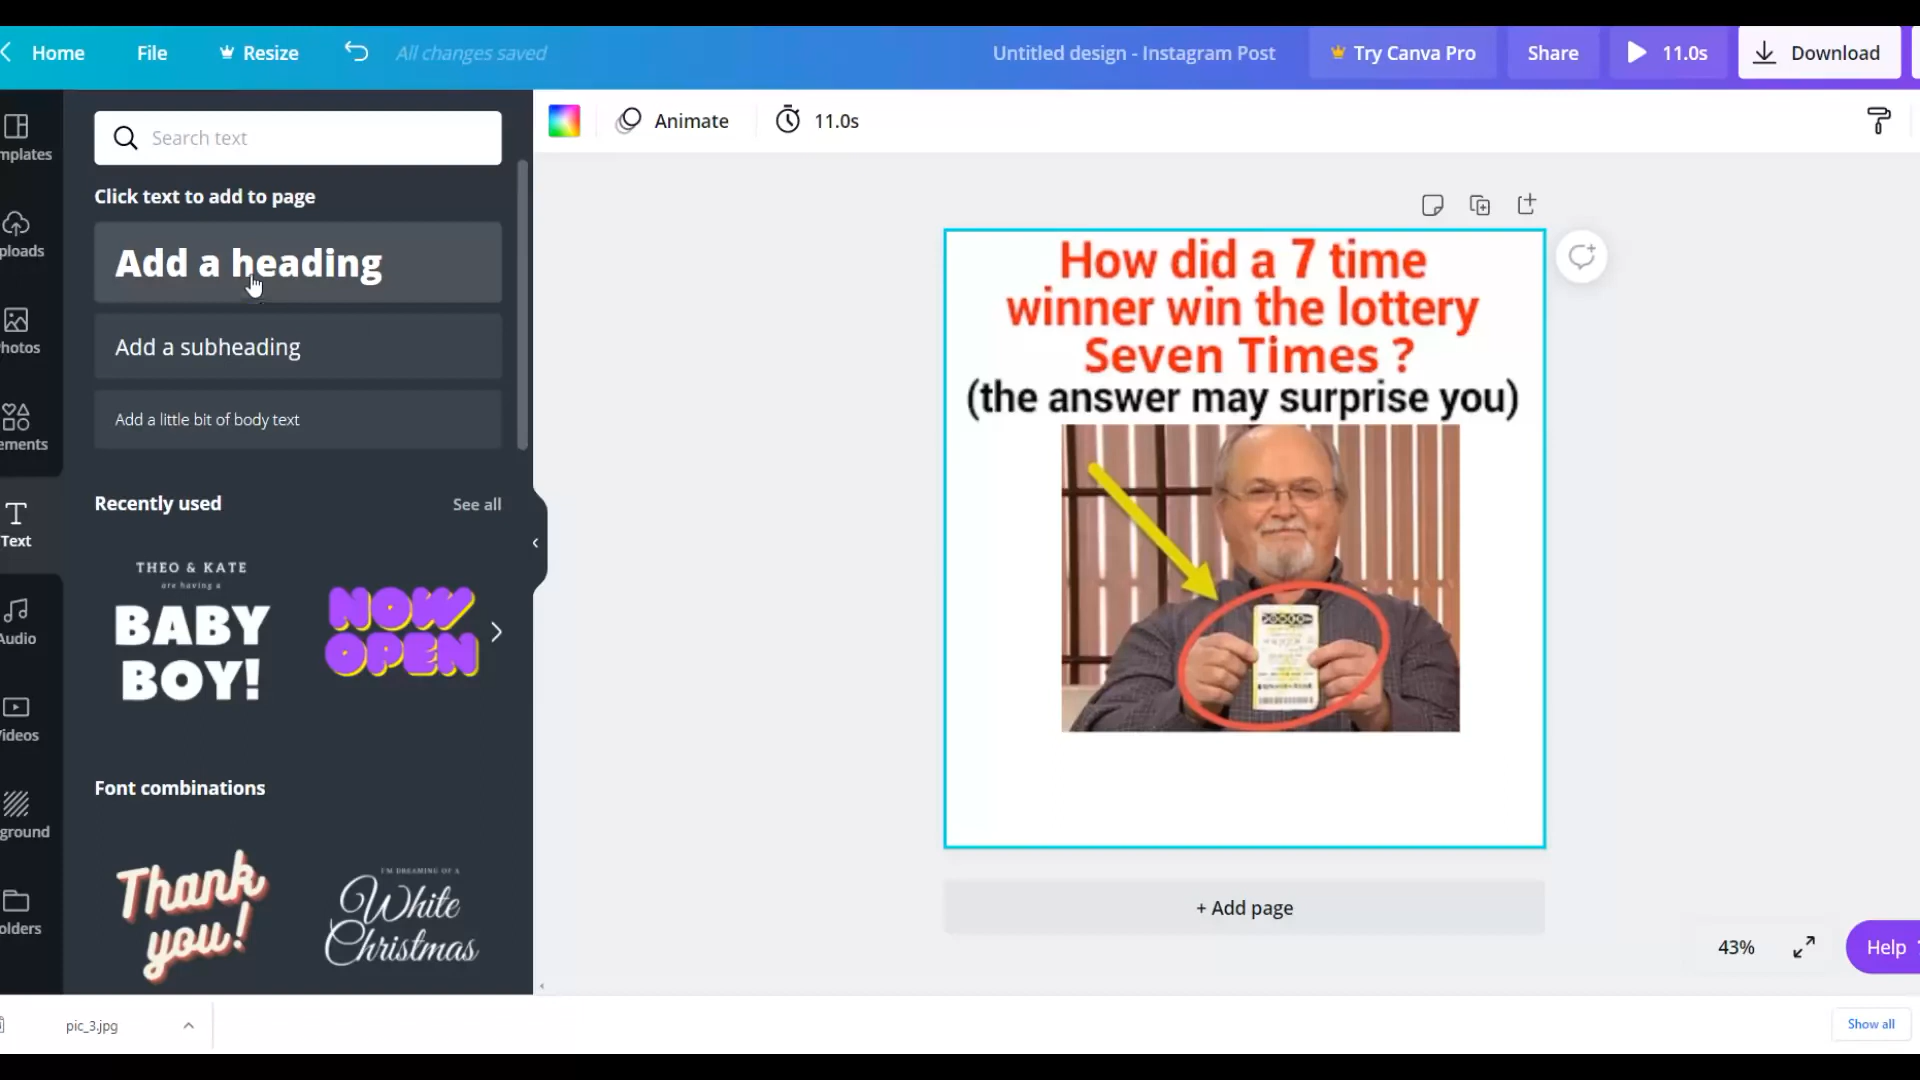 Home
File
Resize
All changes saved
Untitled design - Instagram Post
Try Canva Pro
Share
11.0s
Download
mplates
ploads
hotos
ements
Text
Audio
Videos
ground
olders
Search text
Click text to add to page
Add a heading
Add a subheading
Add a little bit of body text
Recently used
See all
THEO & KATE
are having a
BABY
BOY!
NOW
OPEN
Font combinations
Thank
you!
I'M DREAMING OF A
White
Christmas
Animate
11.0s
How did a 7 time
winner win the lottery
Seven Times ?
(the answer may surprise you)
+ Add page
43%
Help
pic_3.jpg
Show all